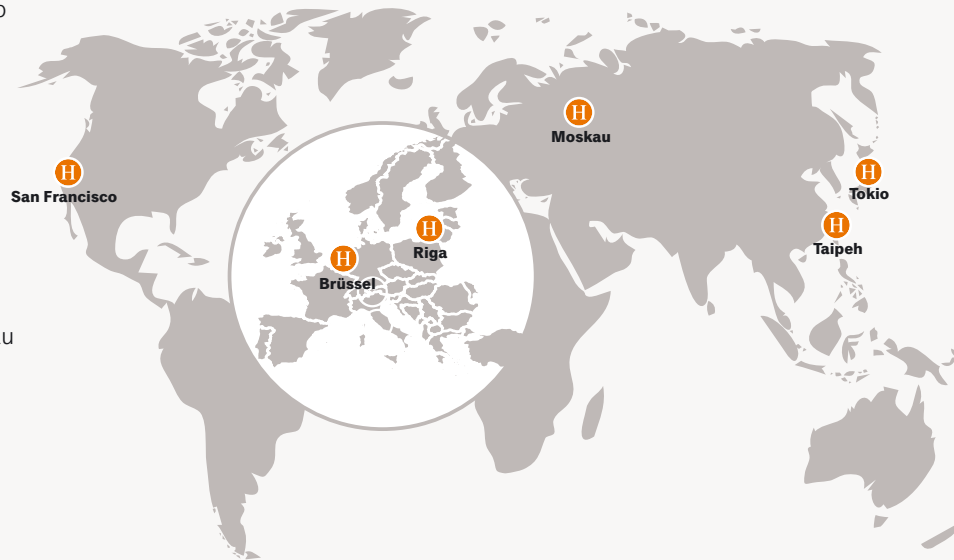 H
Moskau
H
San Francisco
H
Tokio
H
Riga
H
Taipeh
H
Brüssel